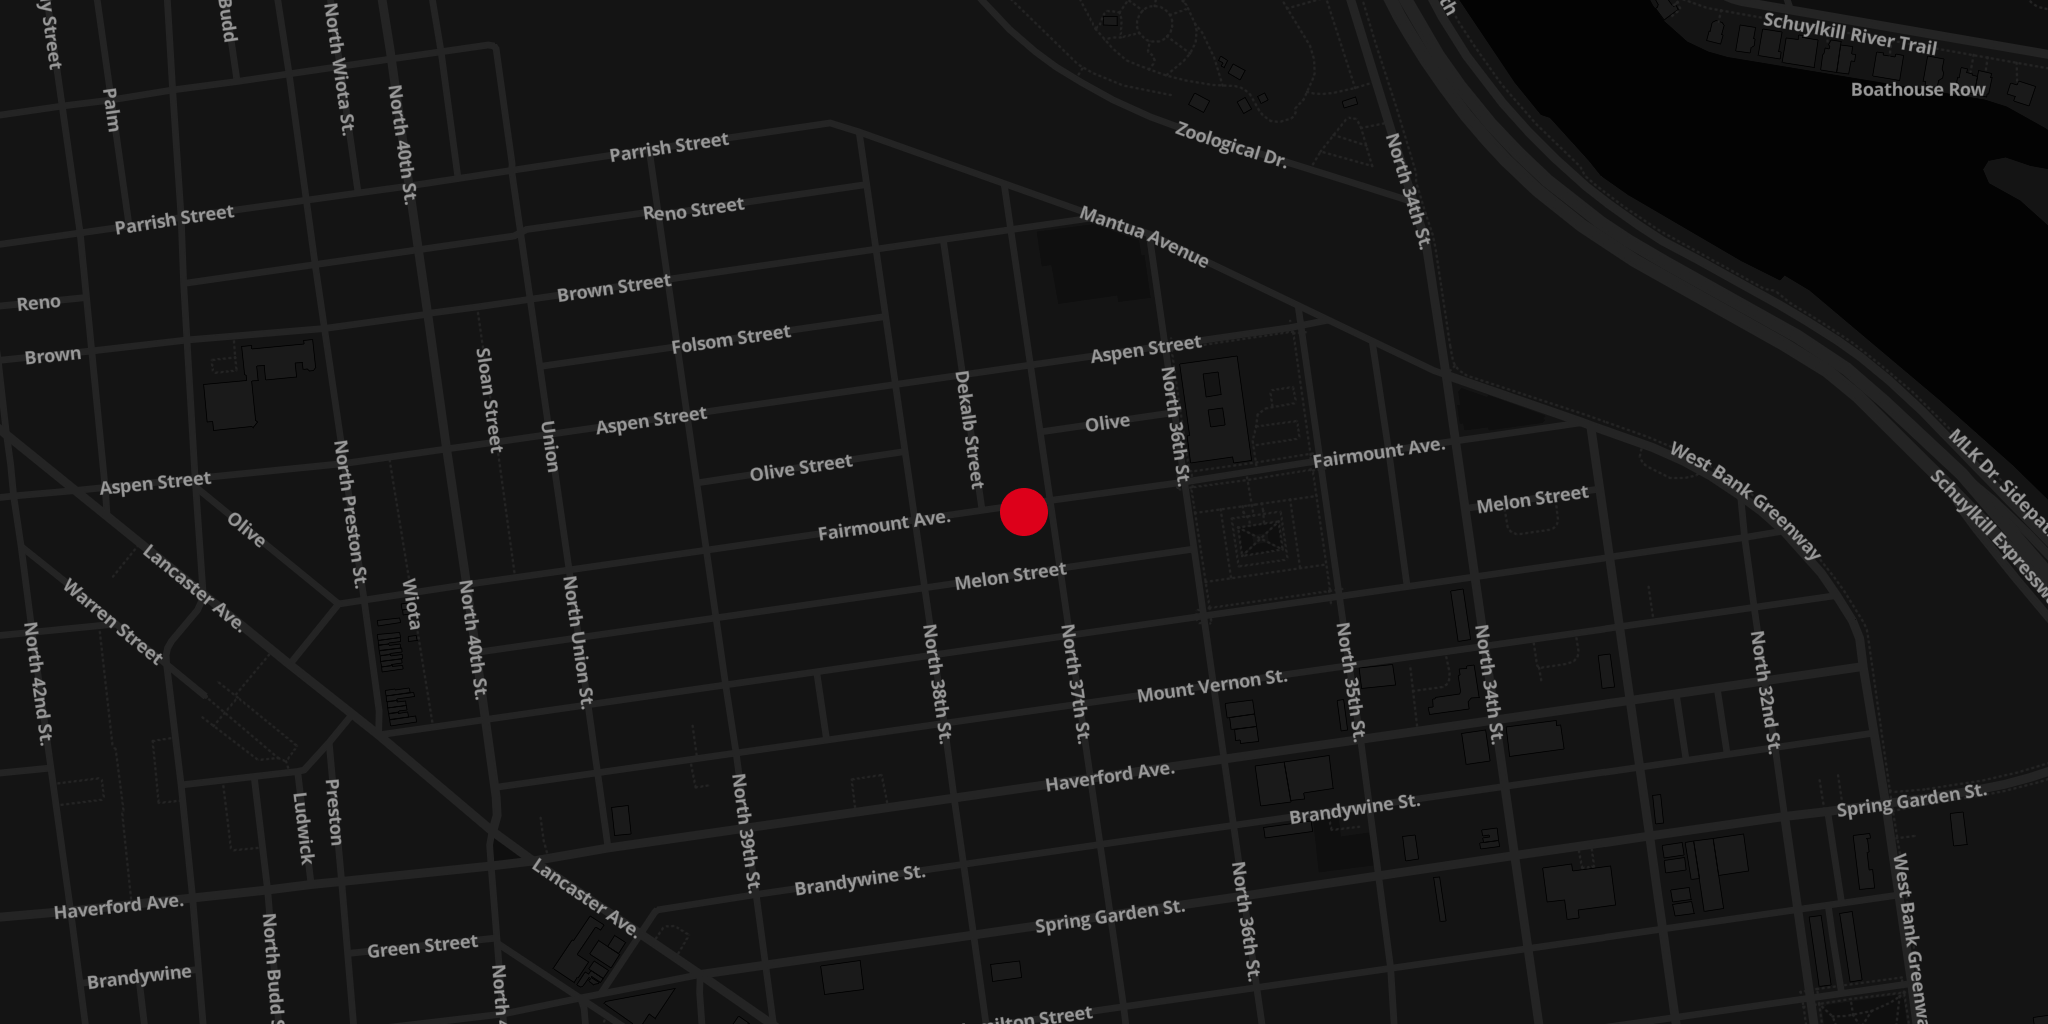 Budd
North Wiota St.
Palm
North 40th St.
Schuylkill River Trail
Boathouse Row
Parrish Street
Zoological Dr.
North 34th St.
Parrish Street
Reno Street
Mantua Avenue
Reno
Brown Street
Brown
Folsom Street
Aspen Street
Sloan Street
Union
Dekalb Street
North 36th St.
Aspen Street
Olive
Fairmount Ave.
Olive Street
Aspen Street
North Preston St.
Melon Street
West Bank Greenway
MLK Dr. Sidepath
Schuylkill Expressw
Olive
Fairmount Ave.
Lancaster Ave.
Warren Street
Melon Street
Wiota
North 40th St.
North Union St.
North 42nd St.
North 38th St.
North 37th St.
Mount Vernon St.
North 35th St.
North 34th St.
North 32nd St.
Haverford Ave.
Brandywine St.
Spring Garden St.
Ludwick
Preston
North 39th St.
Lancaster Ave.
Brandywine St.
Haverford Ave.
Spring Garden St.
North 36th St.
West Bank Greenwa
Green Street
North Budd S
Brandywine
North 4